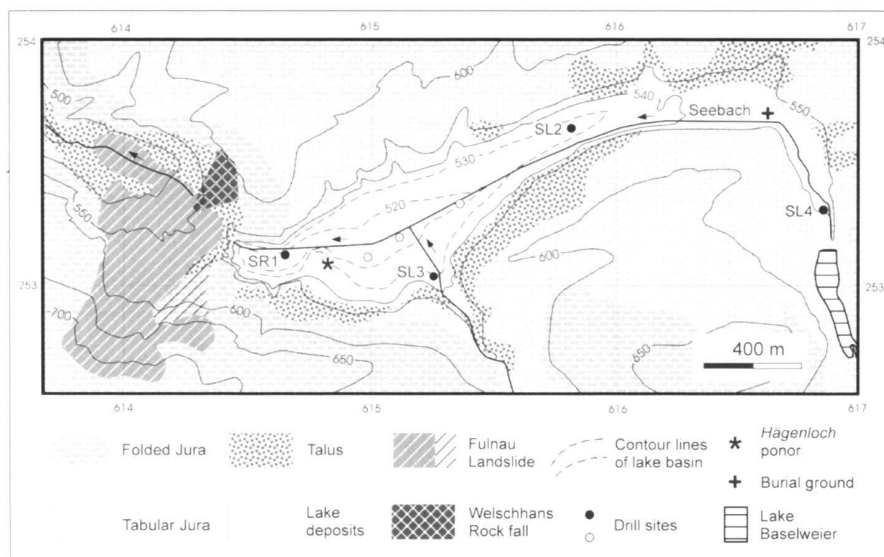 614 615 616 617
254 254
600
500
540
Seebach
550
SL2
530
SL4
520
550
SR1
SL3
600
253 253
700
600
650
650
400 m
614 615 616 617
Folded Jura
Talus
Fulnau
Landslide
Contour lines
of lake basin
Hägenloch
ponor
Burial ground
Tabular Jura
Lake
deposits
Welschhans
Rock fall
Drill sites
Lake
Baselweier